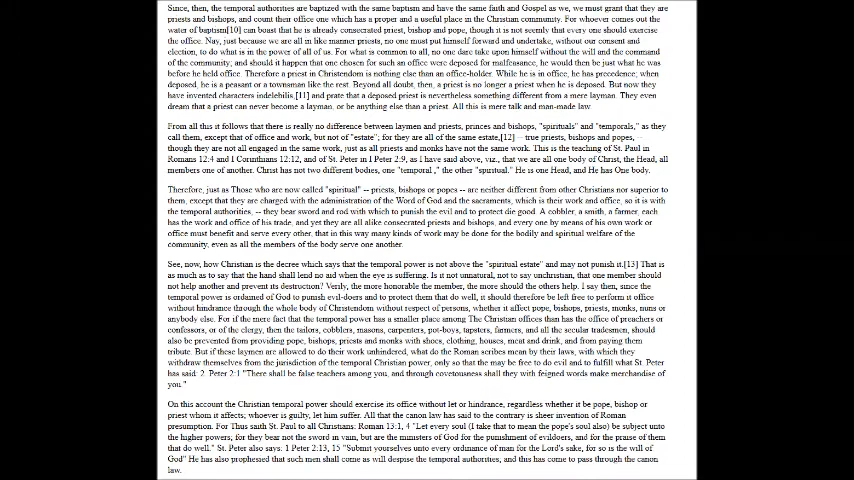 Since, then, the temporal authorities are baptized with the same baptism and have the same faith and Gospel as we, we must grant that they are
priests and bishops, and count their office one which has a proper and a useful place in the Christian community. For whoever comes out the
water of baptism[10] can boast that he is already consecrated priest, bishop and pope, though it is not seemly that every one should exercise
the office. Nay, just because we are all in like manner priests, no one must put himself forward and undertake, without our consent and
election, to do what is in the power of all of us. For what is common to all, no one dare take upon himself without the will and the command
of the community; and should it happen that one chosen for such an office were deposed for malfeasance, he would then be just what he was
before he held office. Therefore a priest in Christendom is nothing else than an office-holder. While he is in office, he has precedence; when
deposed, he is a peasant or a townsman like the rest. Beyond all doubt, then, a priest is no longer a priest when he is deposed. But now they
have invented characters indelebilis,[11] and prate that a deposed priest is nevertheless something different from a mere layman. They even
dream that a priest can never become a layman, or be anything else than a priest. All this is mere talk and man-made law.
From all this it follows that there is really no difference between laymen and priests, princes and bishops, "spirituals" and "temporals," as they
call them, except that of office and work, but not of "estate"; for they are all of the same estate,[12] -- true priests, bishops and popes, --
though they are not all engaged in the same work, just as all priests and monks have not the same work. This is the teaching of St. Paul in
Romans 12:4 and I Corinthians 12:12, and of St. Peter in I Peter 2:9, as I have said above, viz., that we are all one body of Christ, the Head, all
members one of another. Christ has not two different bodies, one "temporal ," the other "spiritual." He is one Head, and He has One body.
Therefore, just as Those who are now called "spiritual" -- priests, bishops or popes -- are neither different from other Christians nor superior to
them, except that they are charged with the administration of the Word of God and the sacraments, which is their work and office, so it is with
the temporal authorities, -- they bear sword and rod with which to punish the evil and to protect die good. A cobbler, a smith, a farmer, each
has the work and office of his trade, and yet they are all alike consecrated priests and bishops, and every one by means of his own work or
office must benefit and serve every other, that in this way many kinds of work may be done for the bodily and spiritual welfare of the
community, even as all the members of the body serve one another.
See, now, how Christian is the decree which says that the temporal power is not above the "spiritual estate" and may not punish it.[13] That is
as much as to say that the hand shall lend no aid when the eye is suffering. Is it not unnatural, not to say unchristian, that one member should
not help another and prevent its destruction? Verily, the more honorable the member, the more should the others help. I say then, since the
temporal power is ordained of God to punish evil-doers and to protect them that do well, it should therefore be left free to perform it office
without hindrance through the whole body of Christendom without respect of persons, whether it affect pope, bishops, priests, monks, nuns or
anybody else. For if the mere fact that the temporal power has a smaller place among The Christian offices than has the office of preachers or
confessors, or of the clergy, then the tailors, cobblers, masons, carpenters, pot-boys, tapsters, farmers, and all the secular tradesmen, should
also be prevented from providing pope, bishops, priests and monks with shoes, clothing, houses, meat and drink, and from paying them
tribute. But if these laymen are allowed to do their work unhindered, what do the Roman scribes mean by their laws, with which they
withdraw themselves from the jurisdiction of the temporal Christian power, only so that the may be free to do evil and to fulfill what St. Peter
has said: 2. Peter 2:1 "There shall be false teachers among you, and through covetousness shall they with feigned words make merchandise of
you."
On this account the Christian temporal power should exercise its office without let or hindrance, regardless whether it be pope, bishop or
priest whom it affects; whoever is guilty, let him suffer. All that the canon law has said to the contrary is sheer invention of Roman
presumption. For Thus saith St. Paul to all Christians: Roman 13:1, 4 "Let every soul (I take that to mean the pope's soul also) be subject unto
the higher powers; for they bear not the sword in vain, but are the ministers of God for the punishment of evildoers, and for the praise of them
that do well." St. Peter also says: 1 Peter 2:13, 15 "Submit yourselves unto every ordinance of man for the Lord's sake, for so is the will of
God" He has also prophesied that such men shall come as will despise the temporal authorities, and this has come to pass through the canon
law.